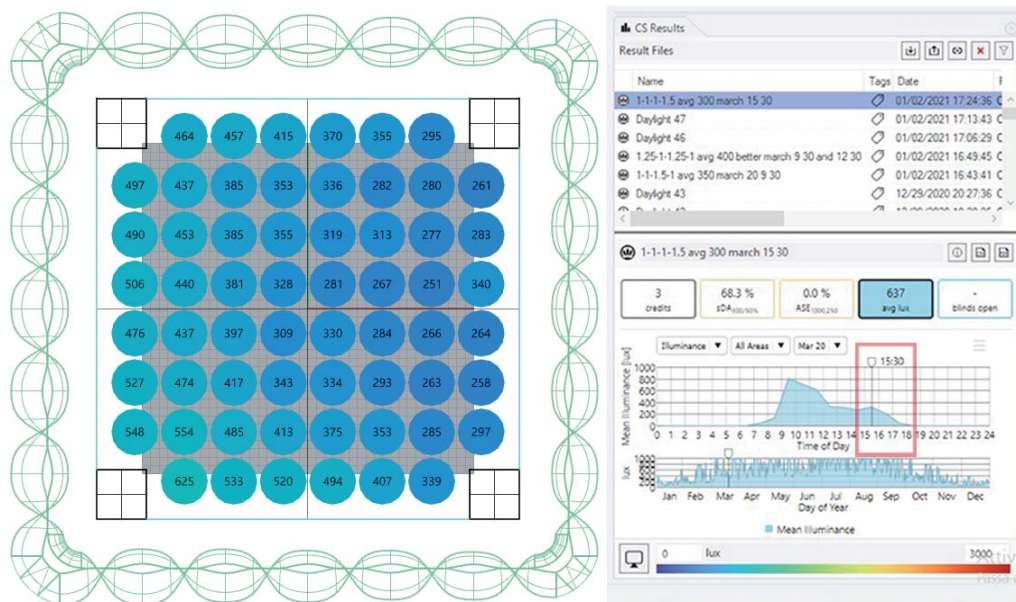 464 457 415 370 355 295
497 437 385 353 336 282 280 261
490 453 385 355 319 313 277 283
506 440 381 328 281 267 251 340
476 437 397 309 330 284 266 264
527 474 417 343 334 293 263 258
548 554 485 413 375 353 285 297
625 533 520 494 407 339
CS Results
Result Files
Name Tags Date
1-1-1-1.5 avg 300 march 15 30 01/02/2021 17:24:36 C
Daylight 47 01/02/2021 17:13:43 C
Daylight 46 01/02/2021 17:06:29 C
1.25-1-1.25-1 avg 400 better march 9 30 and 12 30 01/02/2021 16:49:45 C
1-1-1.5-1 avg 350 march 20 9 30 01/02/2021 16:43:41 C
Daylight 43 12/29/2020 20:27:36 C
1-1-1-1.5 avg 300 march 15 30
3 68.3 % 0.0 % 637 -
credits sDA300/50% ASE1000,250 avg lux blinds open
Illuminance All Areas Mar 20
15:30
Mean Illuminance [lux]
1000
800
600
400
200
0 1 2 3 4 5 6 7 8 9 10 11 12 13 14 15 16 17 18 19 20 21 22 23 24
Time of Day
lux
Jan Feb Mar Apr May Jun Jul Aug Sep Oct Nov Dec
Day of Year
Mean Illuminance
0 lux 3000